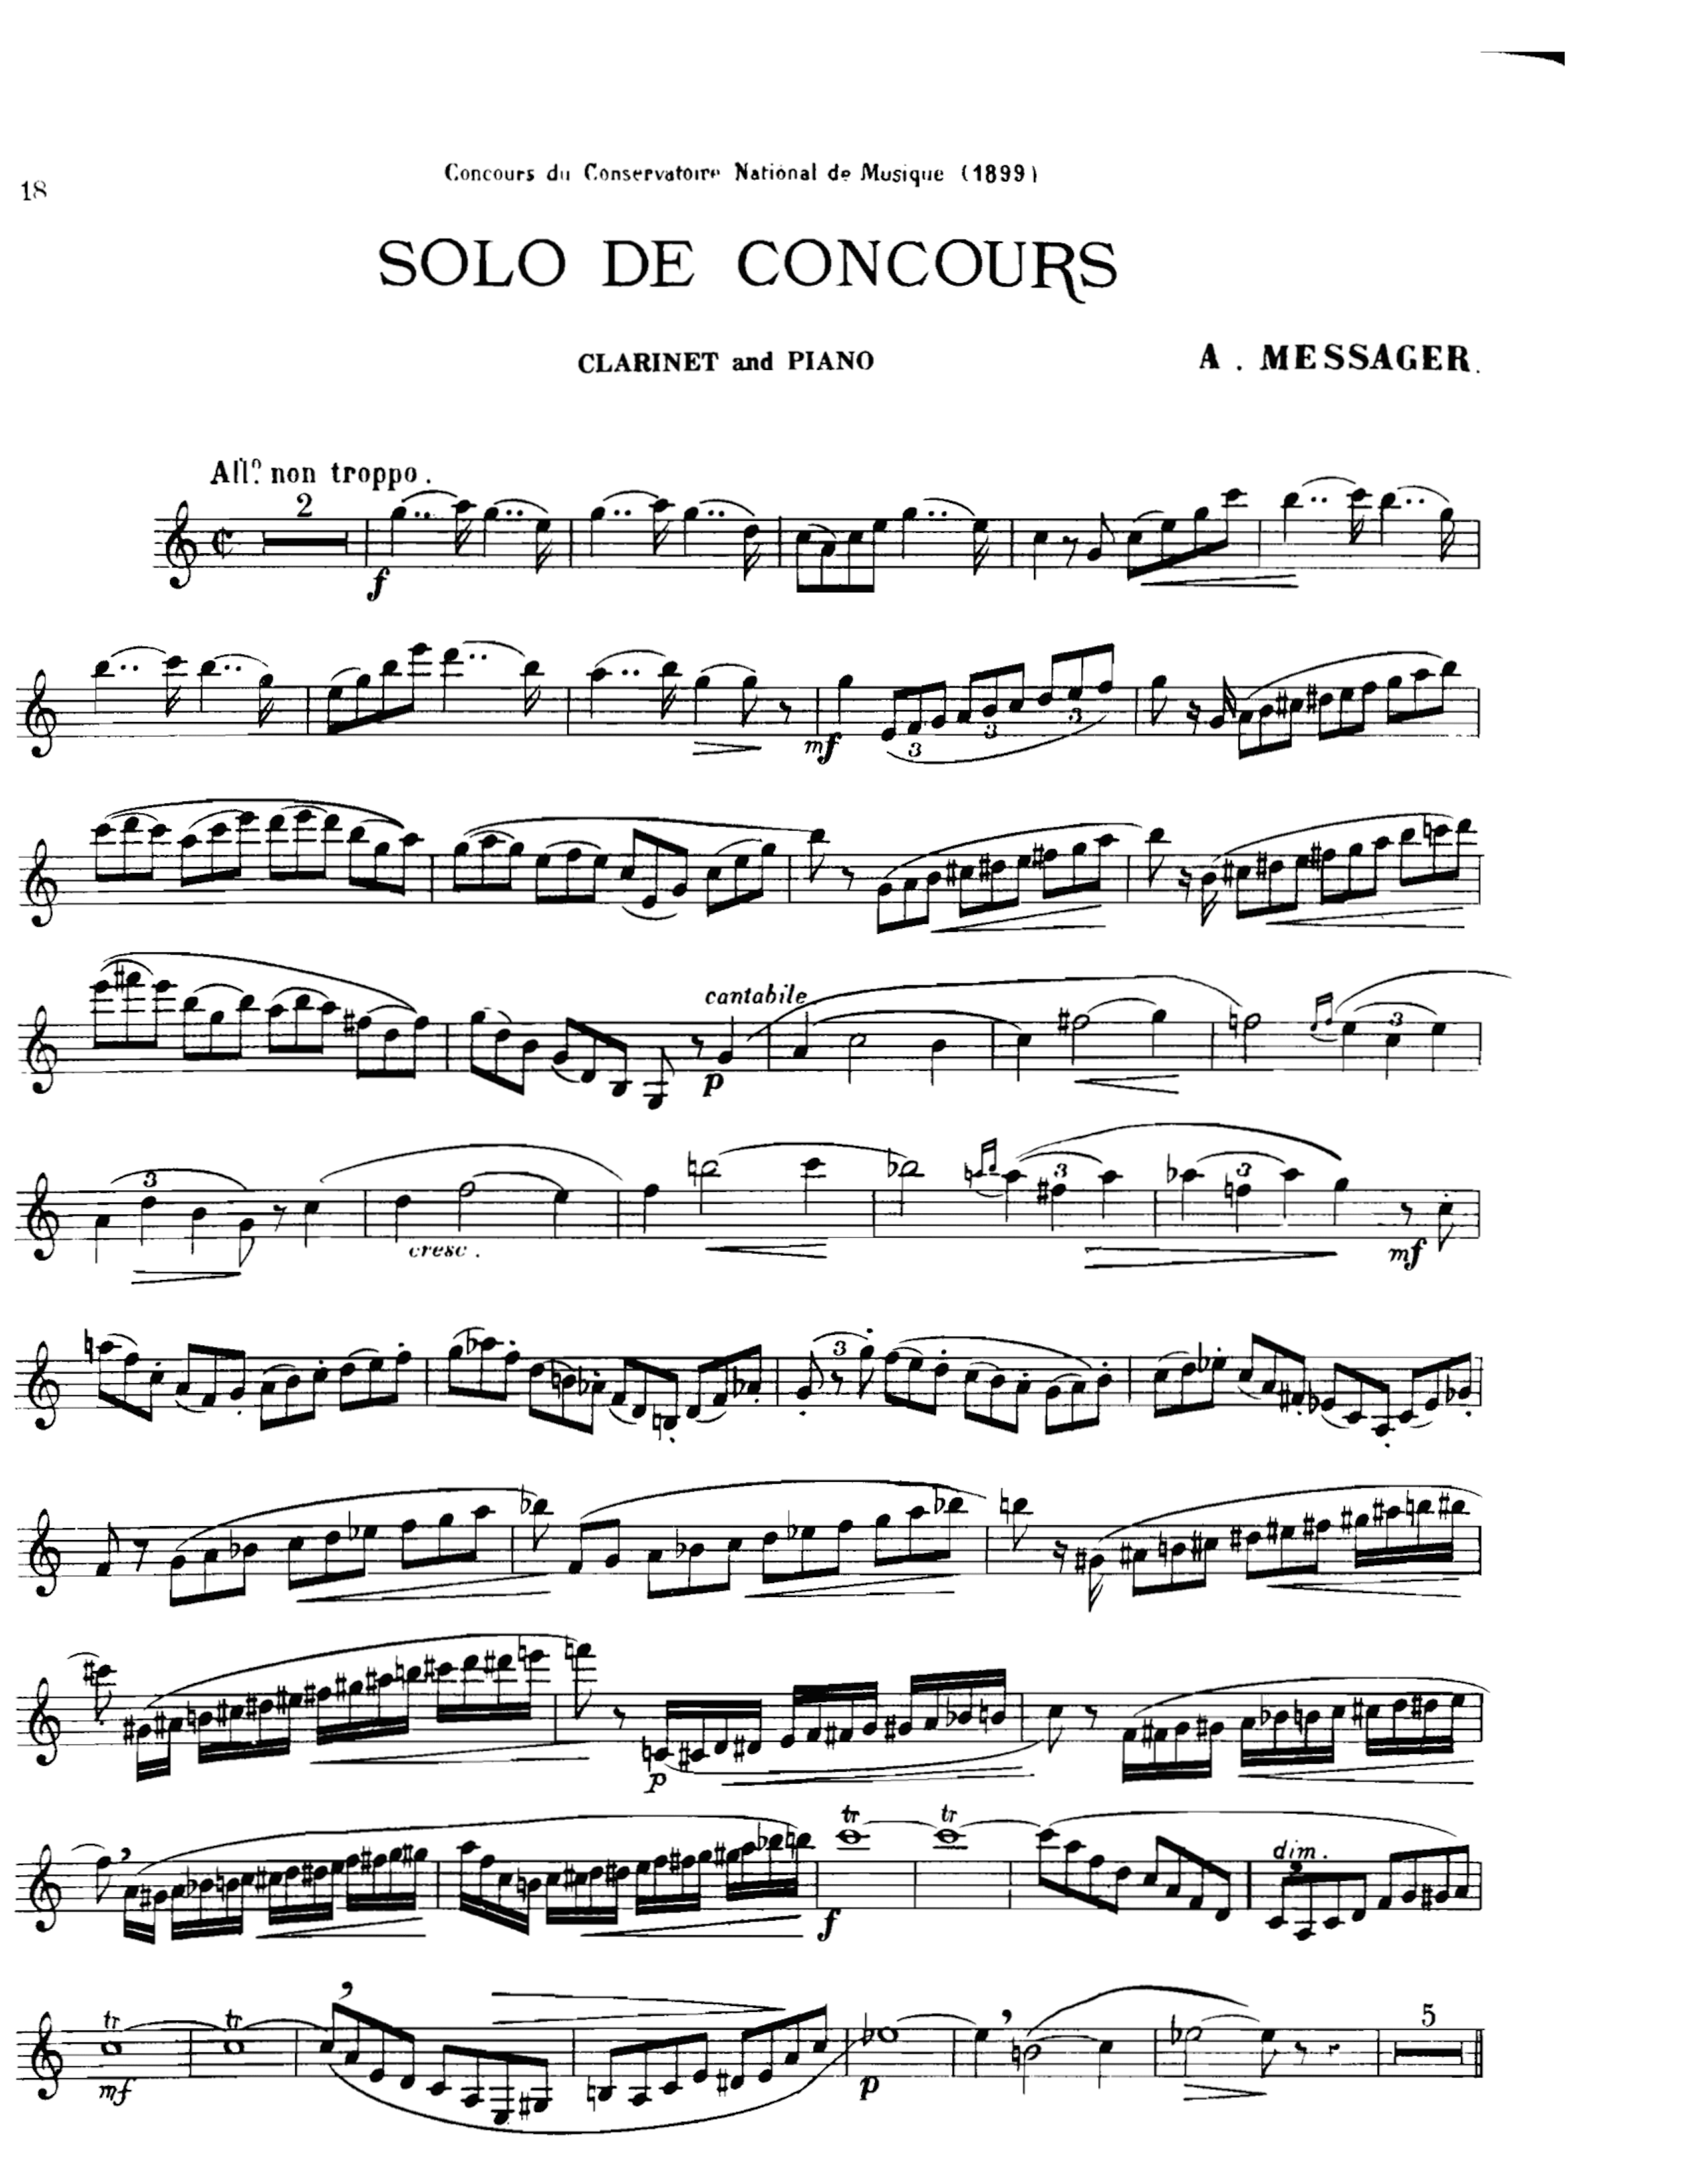 Concours du Conservatoire National de Musique (1899)
18
SOLO DE CONCOURS
CLARINET and PIANO
A. MESSAGER.
All.º non troppo.
2
f
mf
3
3
3
cantabile
p
3
3
cresc.
3
3
mf
3
p
tr
tr
f
dim.
tr
tr
mf
p
5